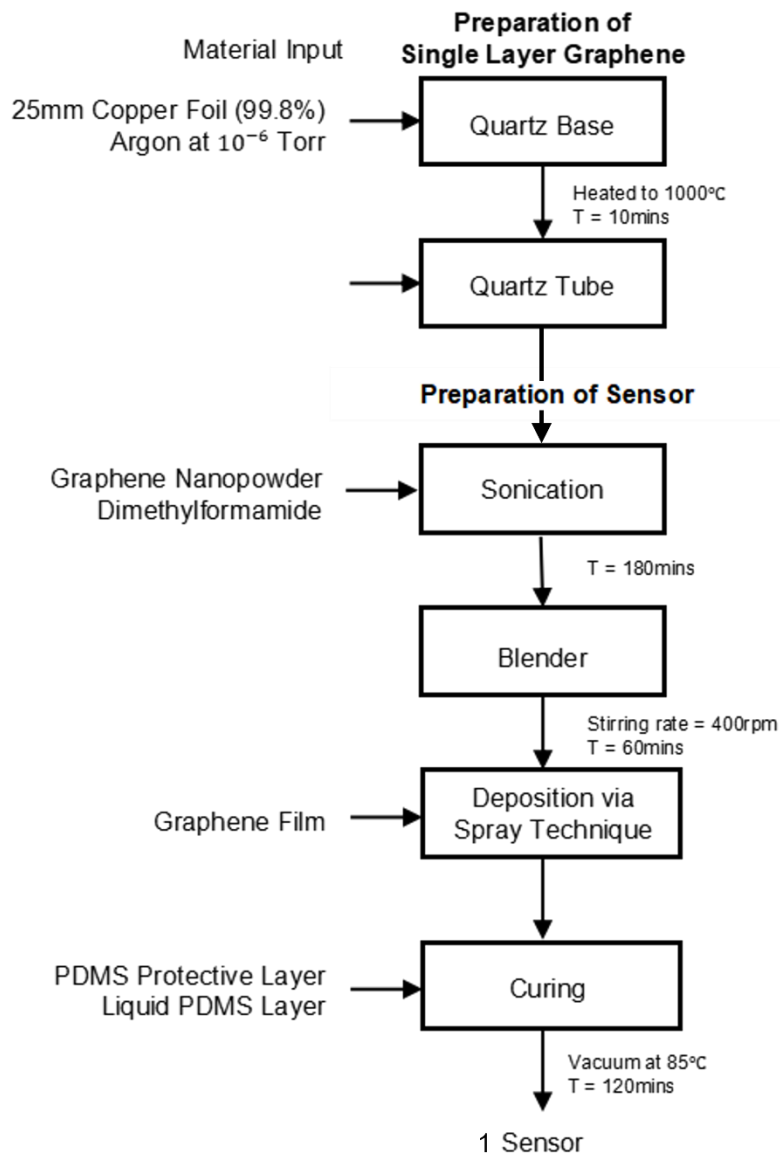 Preparation of
Single Layer Graphene
Material Input
25mm Copper Foil (99.8%)
Argon at 10⁻⁶ Torr
Quartz Base
Heated to 1000℃
T = 10mins
Quartz Tube
Preparation of Sensor
Graphene Nanopowder
Dimethylformamide
Sonication
T = 180mins
Blender
Stirring rate = 400rpm
T = 60mins
Graphene Film
Deposition via
Spray Technique
PDMS Protective Layer
Liquid PDMS Layer
Curing
Vacuum at 85℃
T = 120mins
1 Sensor